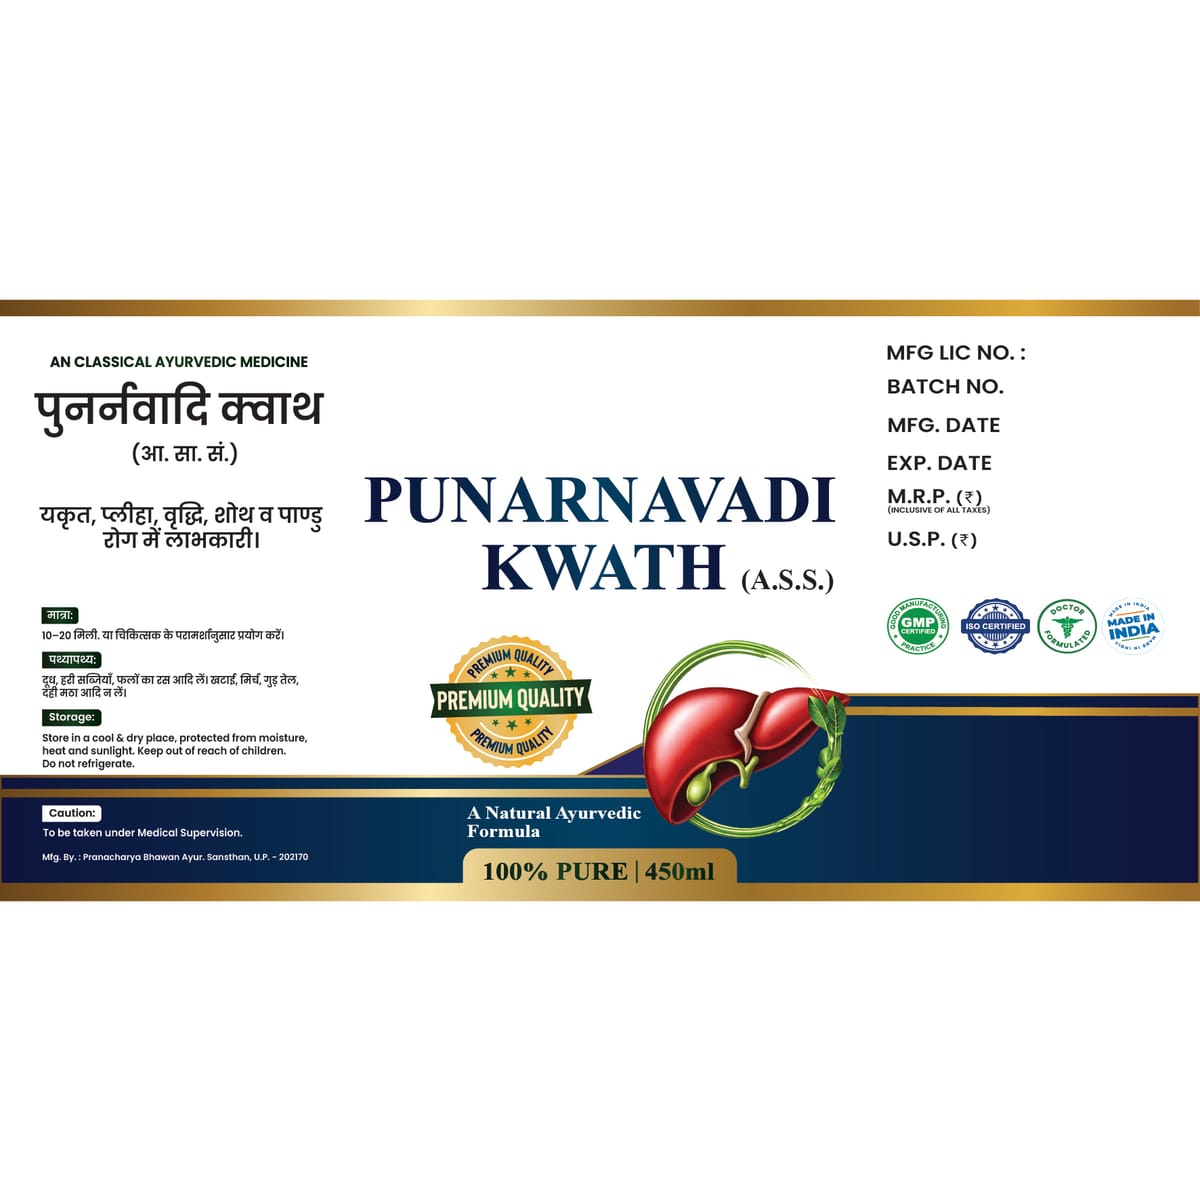 AN CLASSICAL AYURVEDIC MEDICINE
पुनर्नवादि क्वाथ
(आ. सा. सं.)
यकृत, प्लीहा, वृद्धि, शोथ व पाण्डु
रोग में लाभकारी।
मात्रा:
10-20 मिली. या चिकित्सक के परामर्शानुसार प्रयोग करें।
पथ्यापथ्य:
दूध, हरी सब्जियाँ, फलों का रस आदि लें। खटाई, मिर्च, गुड़ तेल,
दही मठा आदि न लें।
Storage:
Store in a cool & dry place, protected from moisture,
heat and sunlight. Keep out of reach of children.
Do not refrigerate.
Caution:
To be taken under Medical Supervision.
Mfg. By. : Pranacharya Bhawan Ayur. Sansthan, U.P. - 202170
PUNARNAVADI
KWATH (A.S.S.)
PREMIUM QUALITY
PREMIUM QUALITY
PREMIUM QUALITY
A Natural Ayurvedic
Formula
100% PURE | 450ml
MFG LIC NO. :
BATCH NO.
MFG. DATE
EXP. DATE
M.R.P. (₹)
(INCLUSIVE OF ALL TAXES)
U.S.P. (₹)
GOOD MANUFACTURING
GMP
CERTIFIED
PRACTICE
ISO CERTIFIED
DOCTOR
FORMULATED
MADE IN INDIA
MADE IN
INDIA
MADE IN INDIA